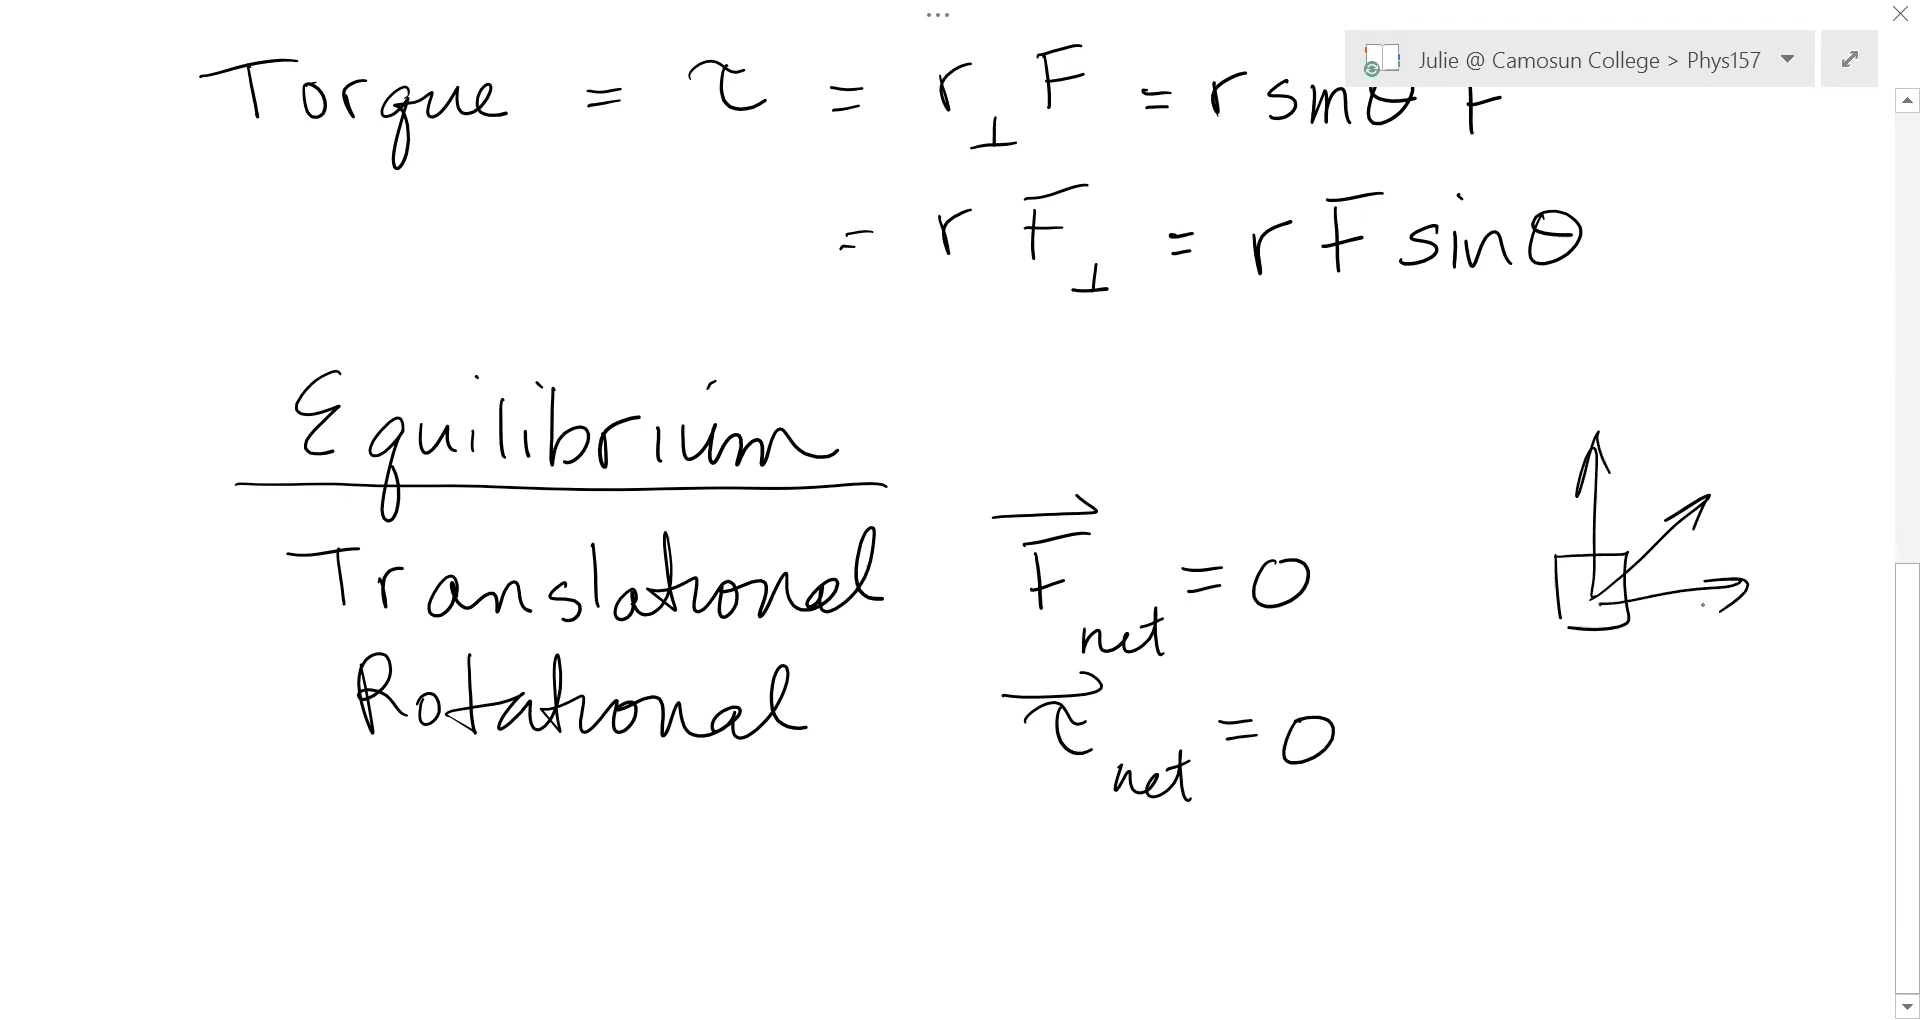 Julie @ Camosun College > Phys157
Torque = τ = r⊥ F = r sinθ F
= r F⊥ = r F sinθ
Equilibrium
Translational F⃗net = 0
Rotational τ⃗net = 0